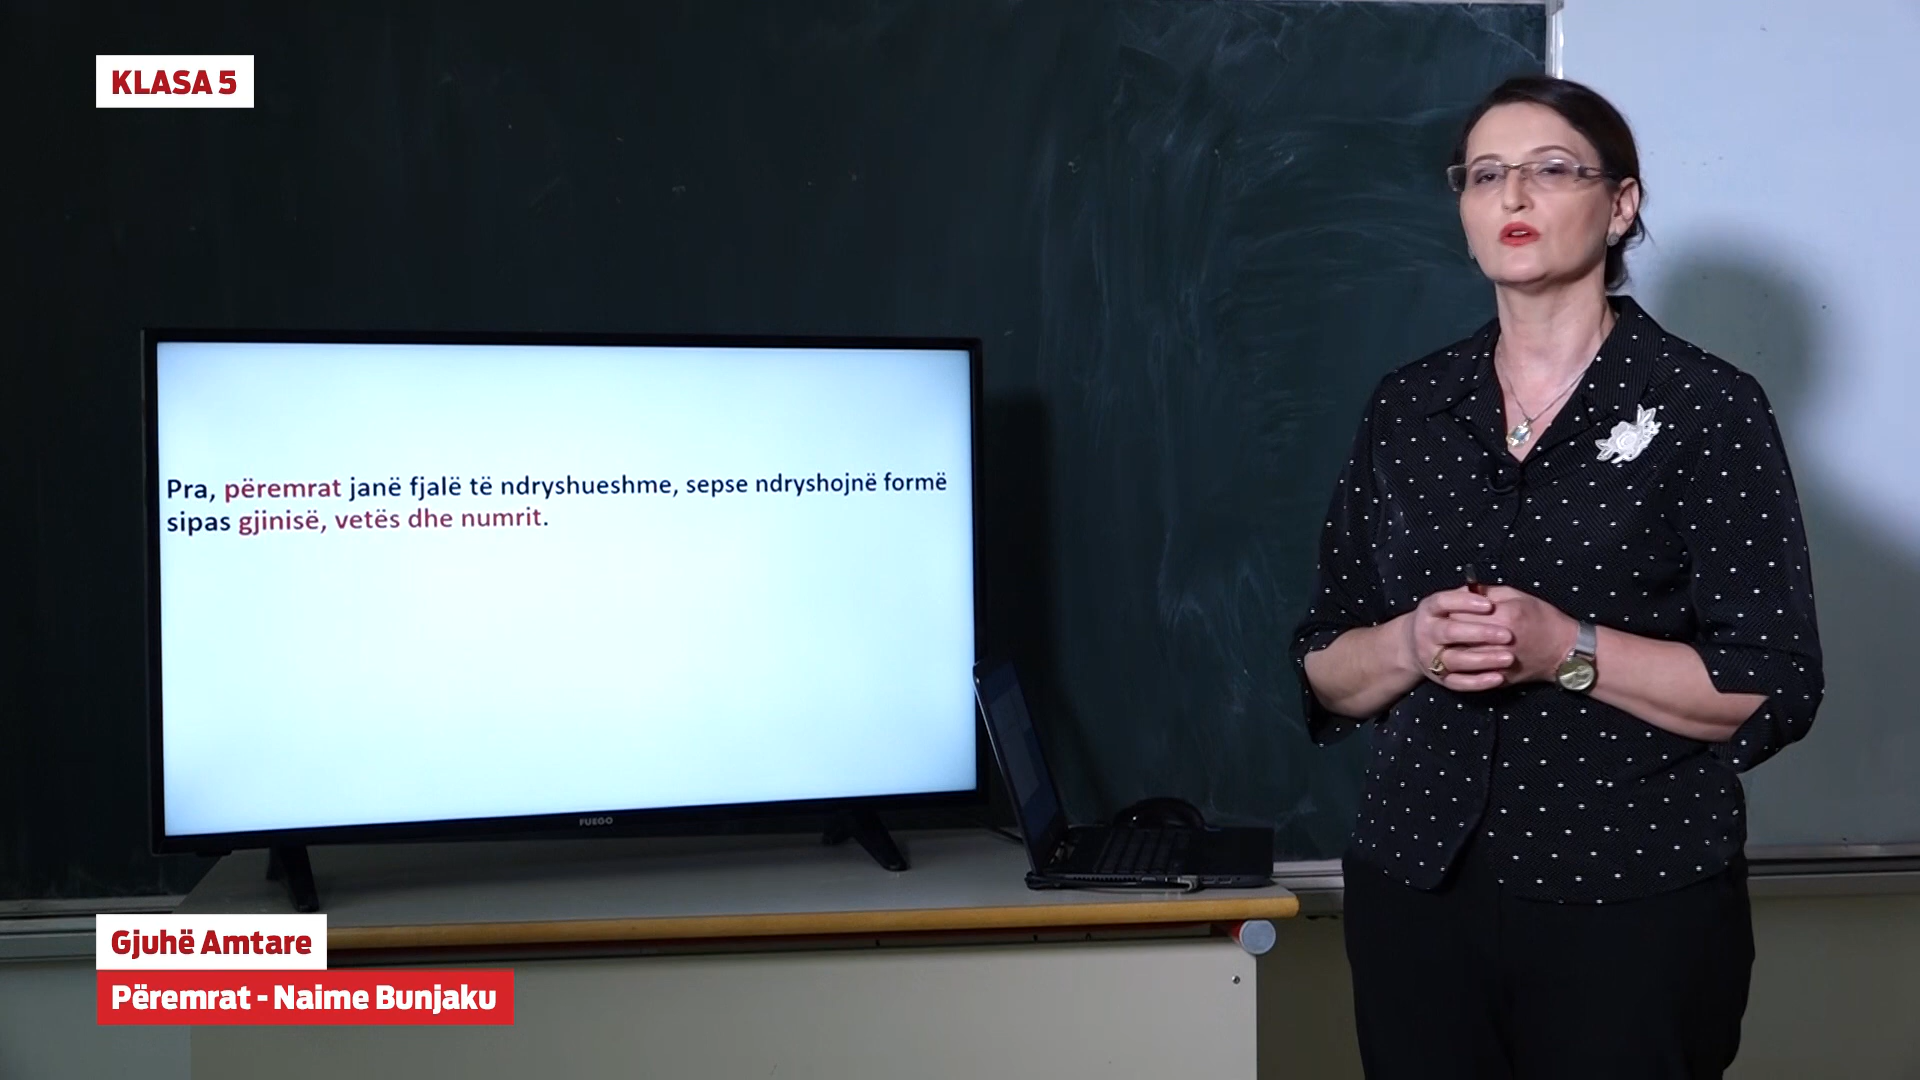 KLASA 5
Pra, përemrat janë fjalë të ndryshueshme, sepse ndryshojnë formë
sipas gjinisë, vetës dhe numrit.
FUEGO
Gjuhë Amtare
Përemrat - Naime Bunjaku